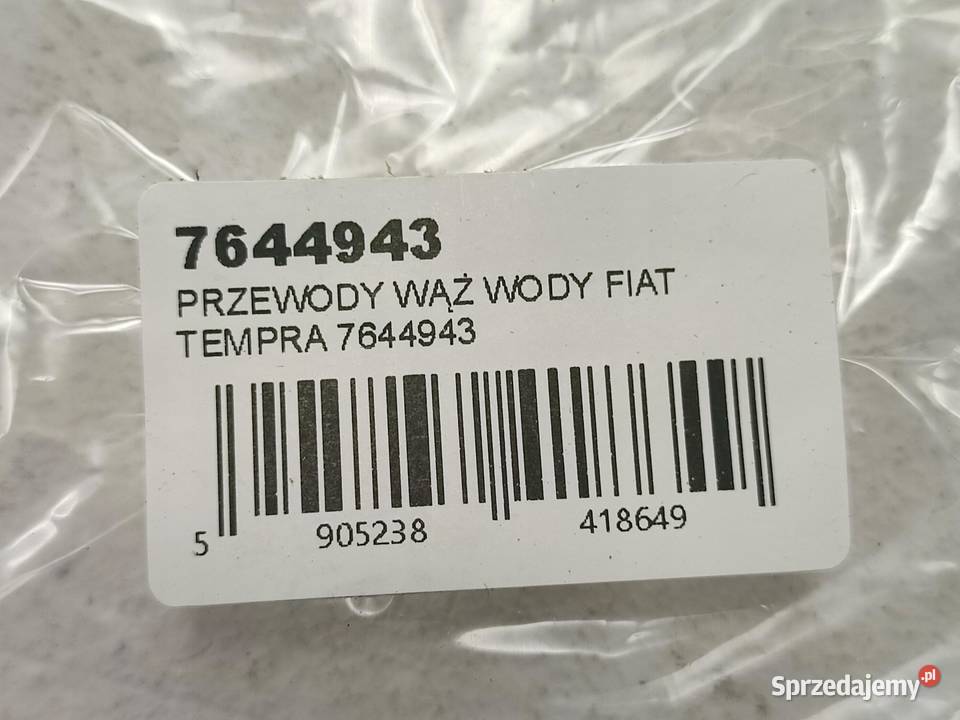 7644943
PRZEWODY WĄŻ WODY FIAT
TEMPRA 7644943
5 905238 418649
Sprzedajemy.pl